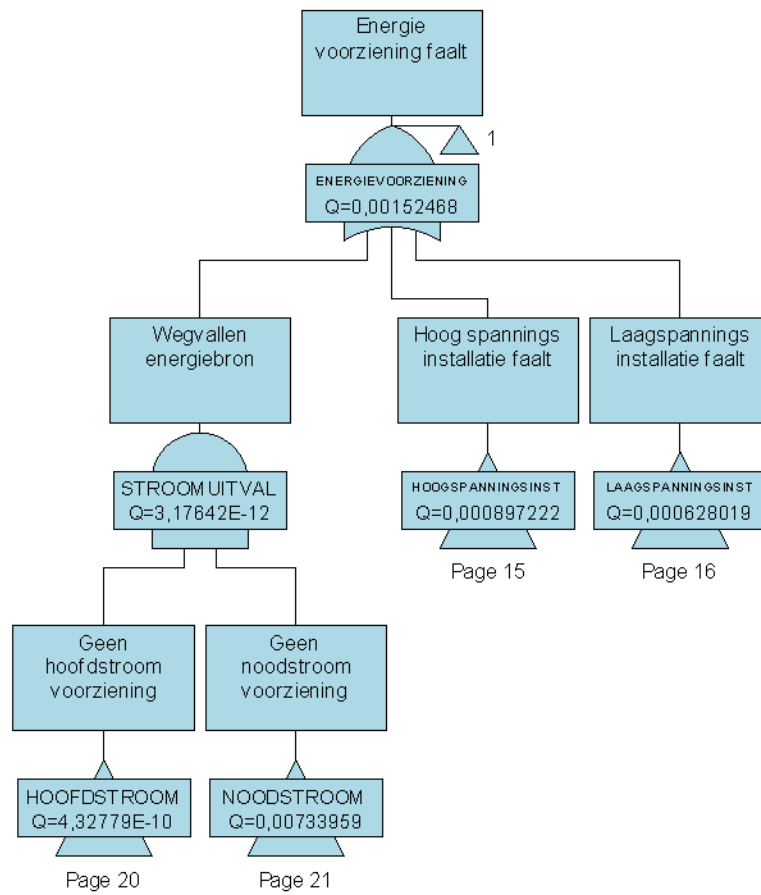 Energie
voorziening faalt
1
ENERGIEVOORZIENING
Q=0,00152468
Wegvallen
energiebron
Hoog spannings
installatie faalt
Laagspannings
installatie faalt
STROOMUITVAL
Q=3,17642E-12
HOOGSPANNINGSINST
Q=0,000897222
LAAGSPANNINGSINST
Q=0,000628019
Page 15
Page 16
Geen
hoofdstroom
voorziening
Geen
noodstroom
voorziening
HOOFDSTROOM
Q=4,32779E-10
NOODSTROOM
Q=0,00733959
Page 20
Page 21